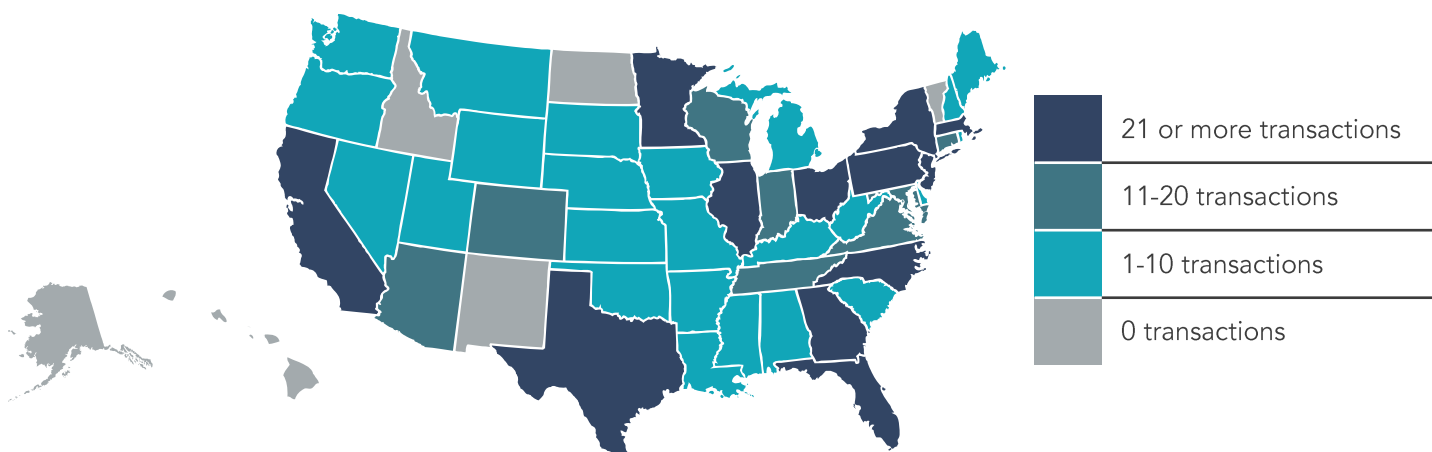 21 or more transactions
11-20 transactions
1-10 transactions
0 transactions